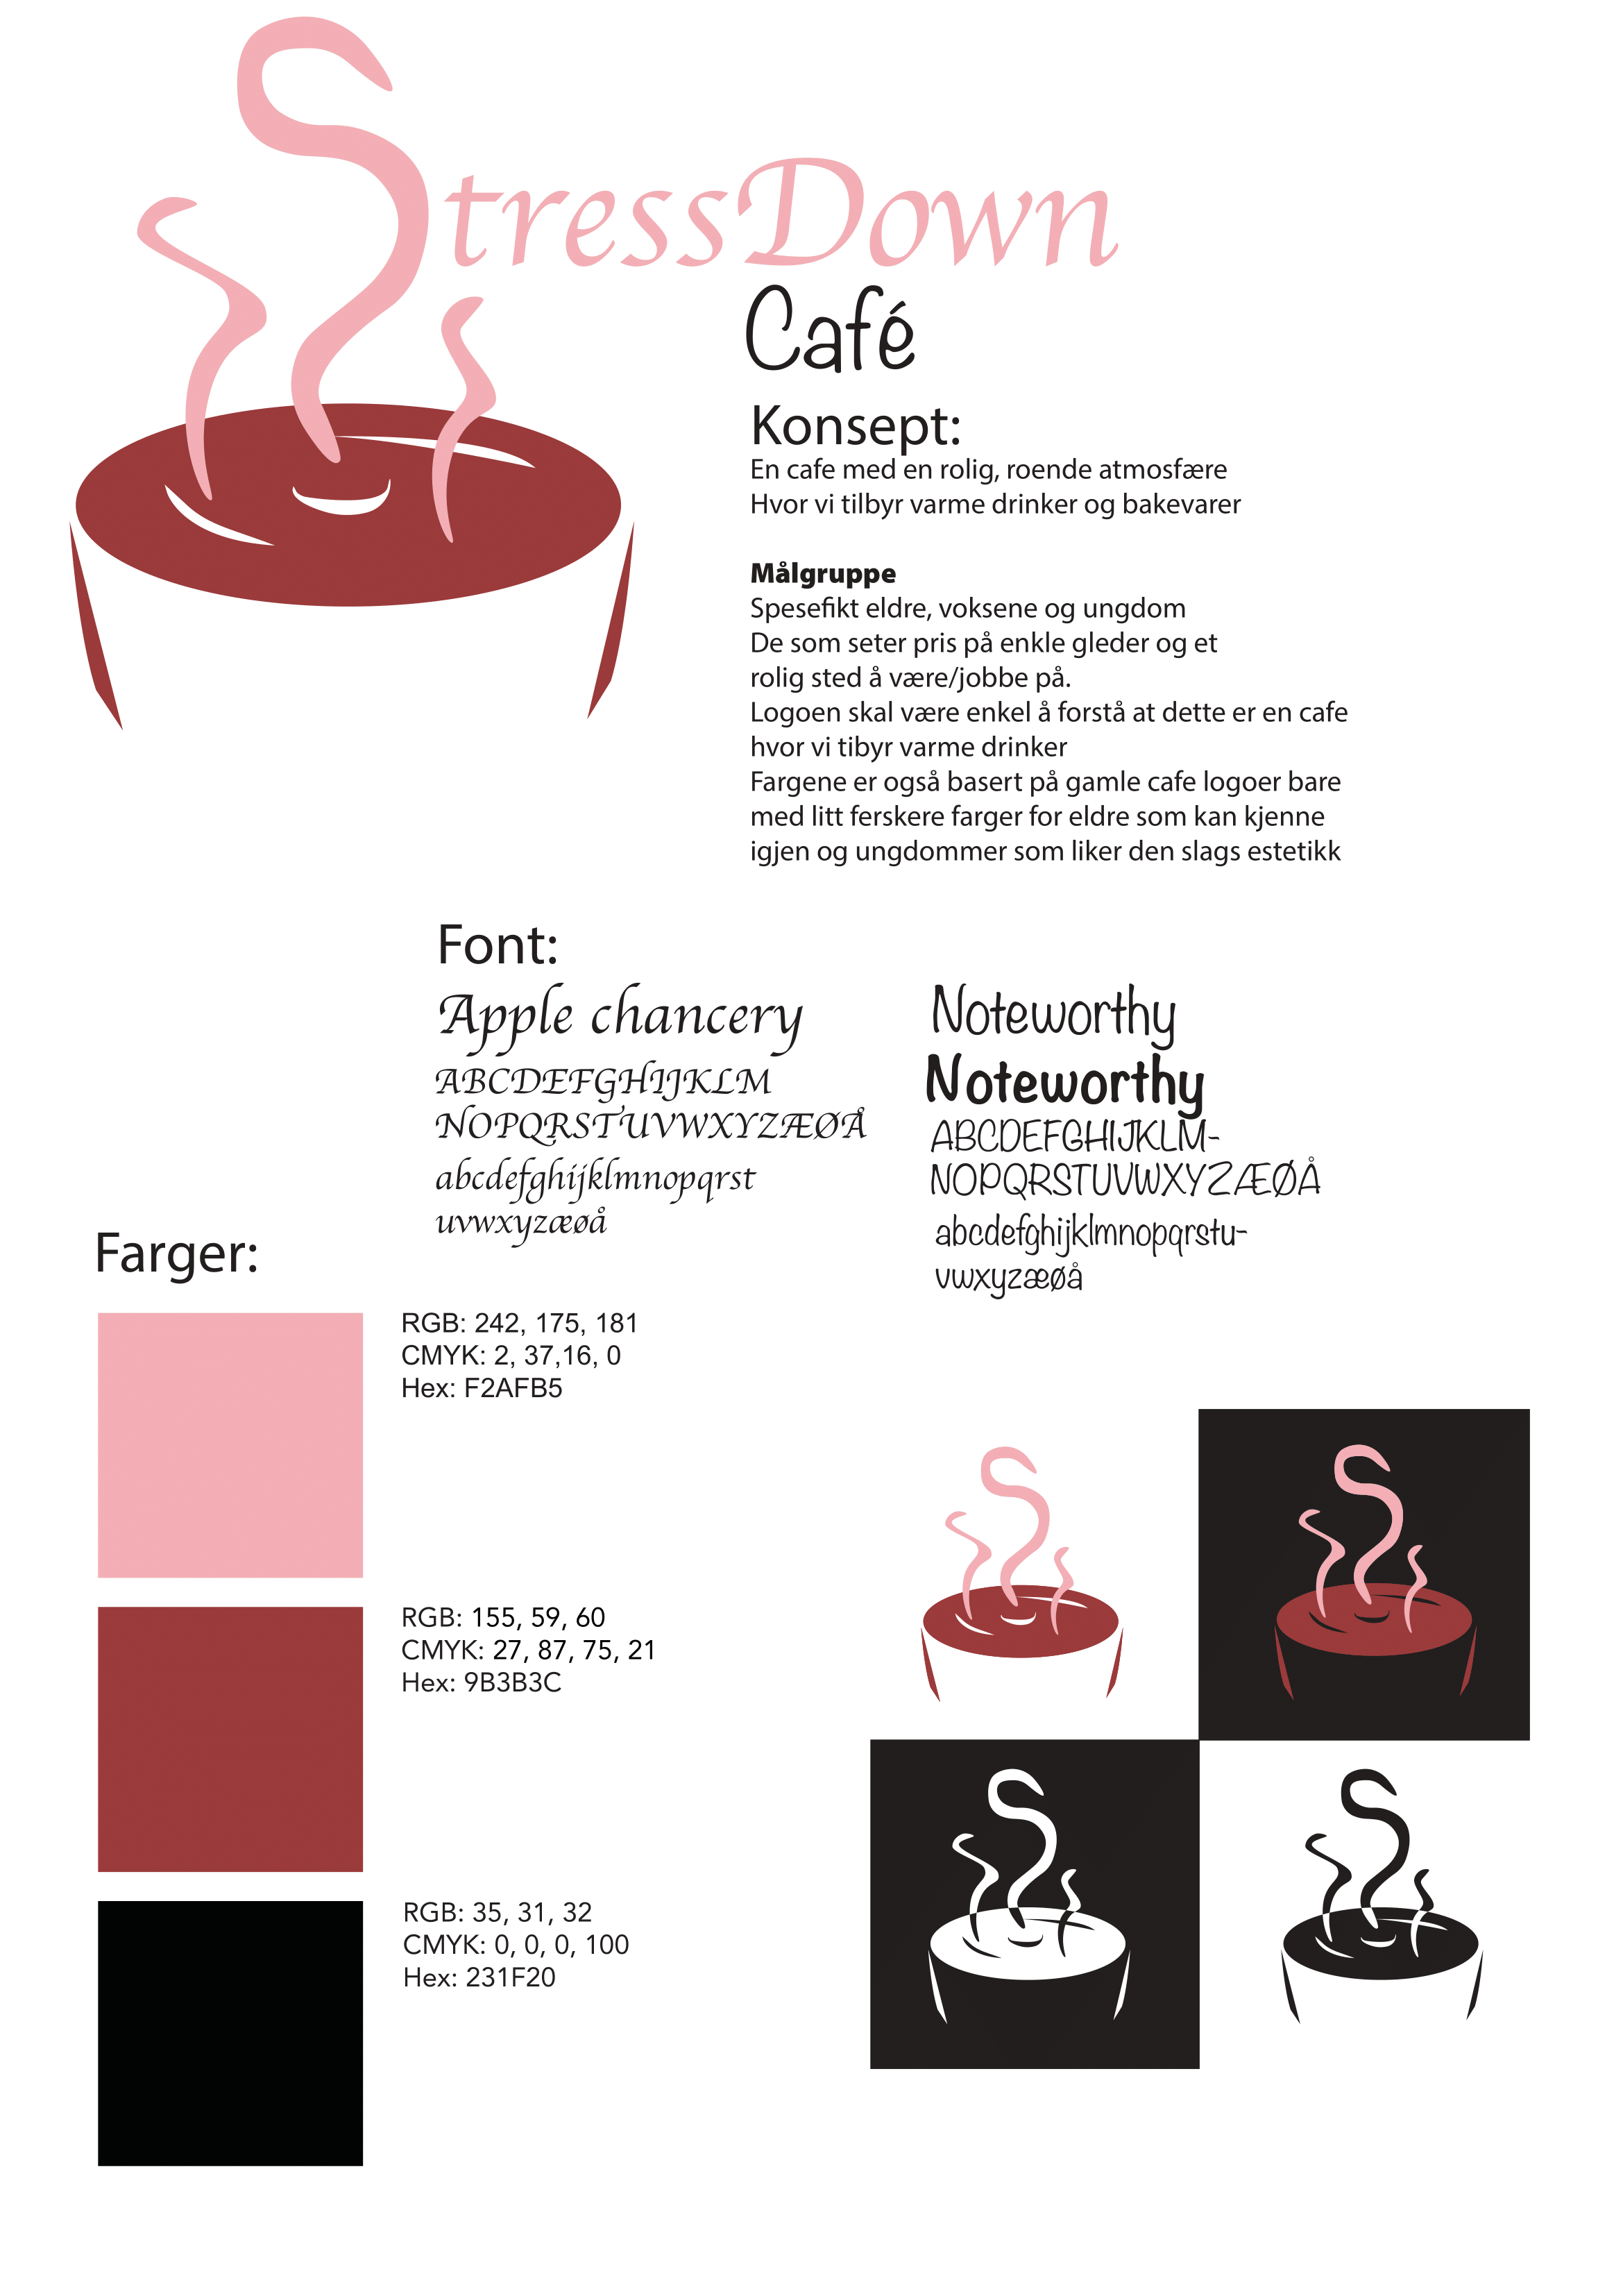 StressDown
Café
Konsept:
En cafe med en rolig, roende atmosfære
Hvor vi tilbyr varme drinker og bakevarer
Målgruppe
Spesefikt eldre, voksene og ungdom
De som seter pris på enkle gleder og et
rolig sted å være/jobbe på.
Logoen skal være enkel å forstå at dette er en cafe
hvor vi tibyr varme drinker
Fargene er også basert på gamle cafe logoer bare
med litt ferskere farger for eldre som kan kjenne
igjen og ungdommer som liker den slags estetikk
Font:
Apple chancery
ABCDEFGHIJKLM
NOPQRSTUVWXYZÆØÅ
abcdefghijklmnopqrst
uvwxyzæøå
Noteworthy
Noteworthy
ABCDEFGHIJKLM-
NOPQRSTUVWXYZÆØÅ
abcdefghijklmnopqrstu-
vwxyzæøå
Farger:
RGB: 242, 175, 181
CMYK: 2, 37,16, 0
Hex: F2AFB5
RGB: 155, 59, 60
CMYK: 27, 87, 75, 21
Hex: 9B3B3C
RGB: 35, 31, 32
CMYK: 0, 0, 0, 100
Hex: 231F20